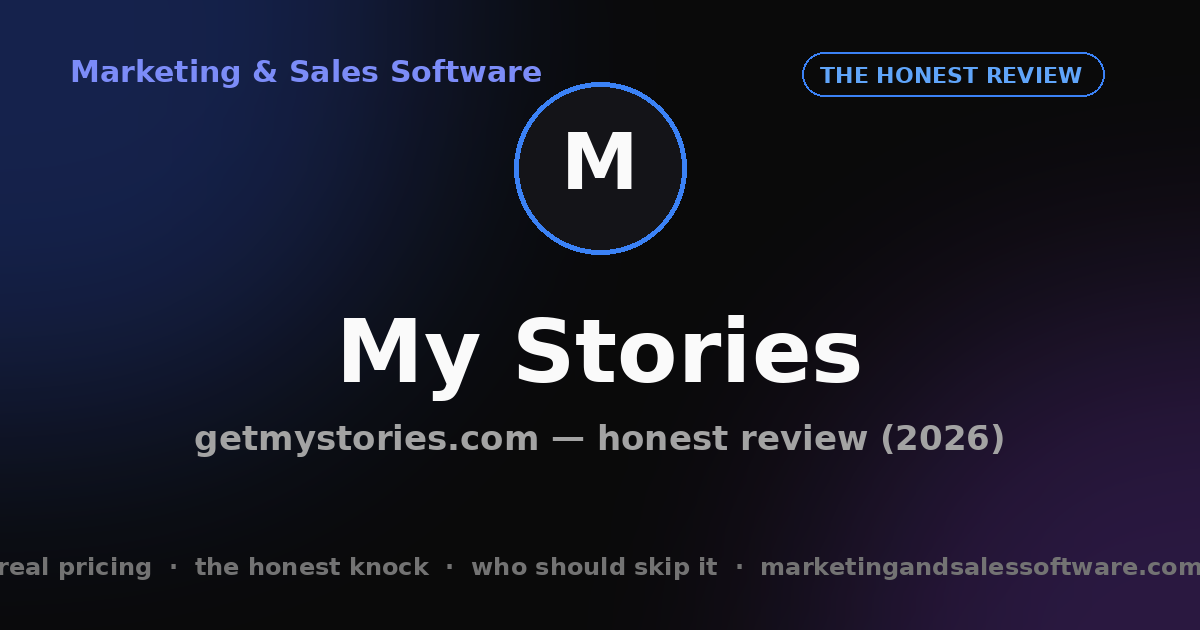 Marketing & Sales Software
THE HONEST REVIEW
M
My Stories
getmystories.com — honest review (2026)
real pricing · the honest knock · who should skip it · marketingandsalessoftware.com